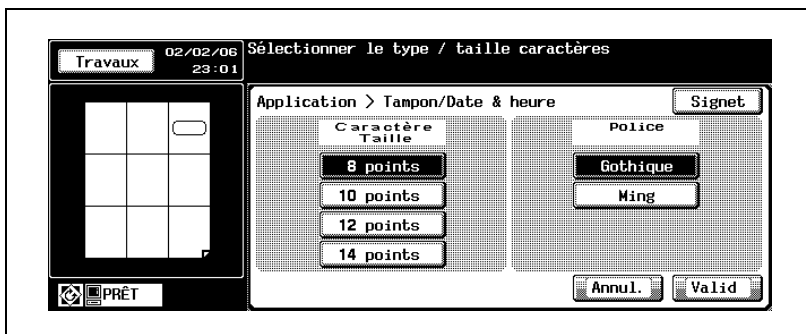 Travaux
02/02/06
23:01
Sélectionner le type / taille caractères
Application > Tampon/Date & heure
Signet
Caractère
Taille
Police
8 points
Gothique
10 points
Ming
12 points
14 points
PRÊT
Annul.
Valid